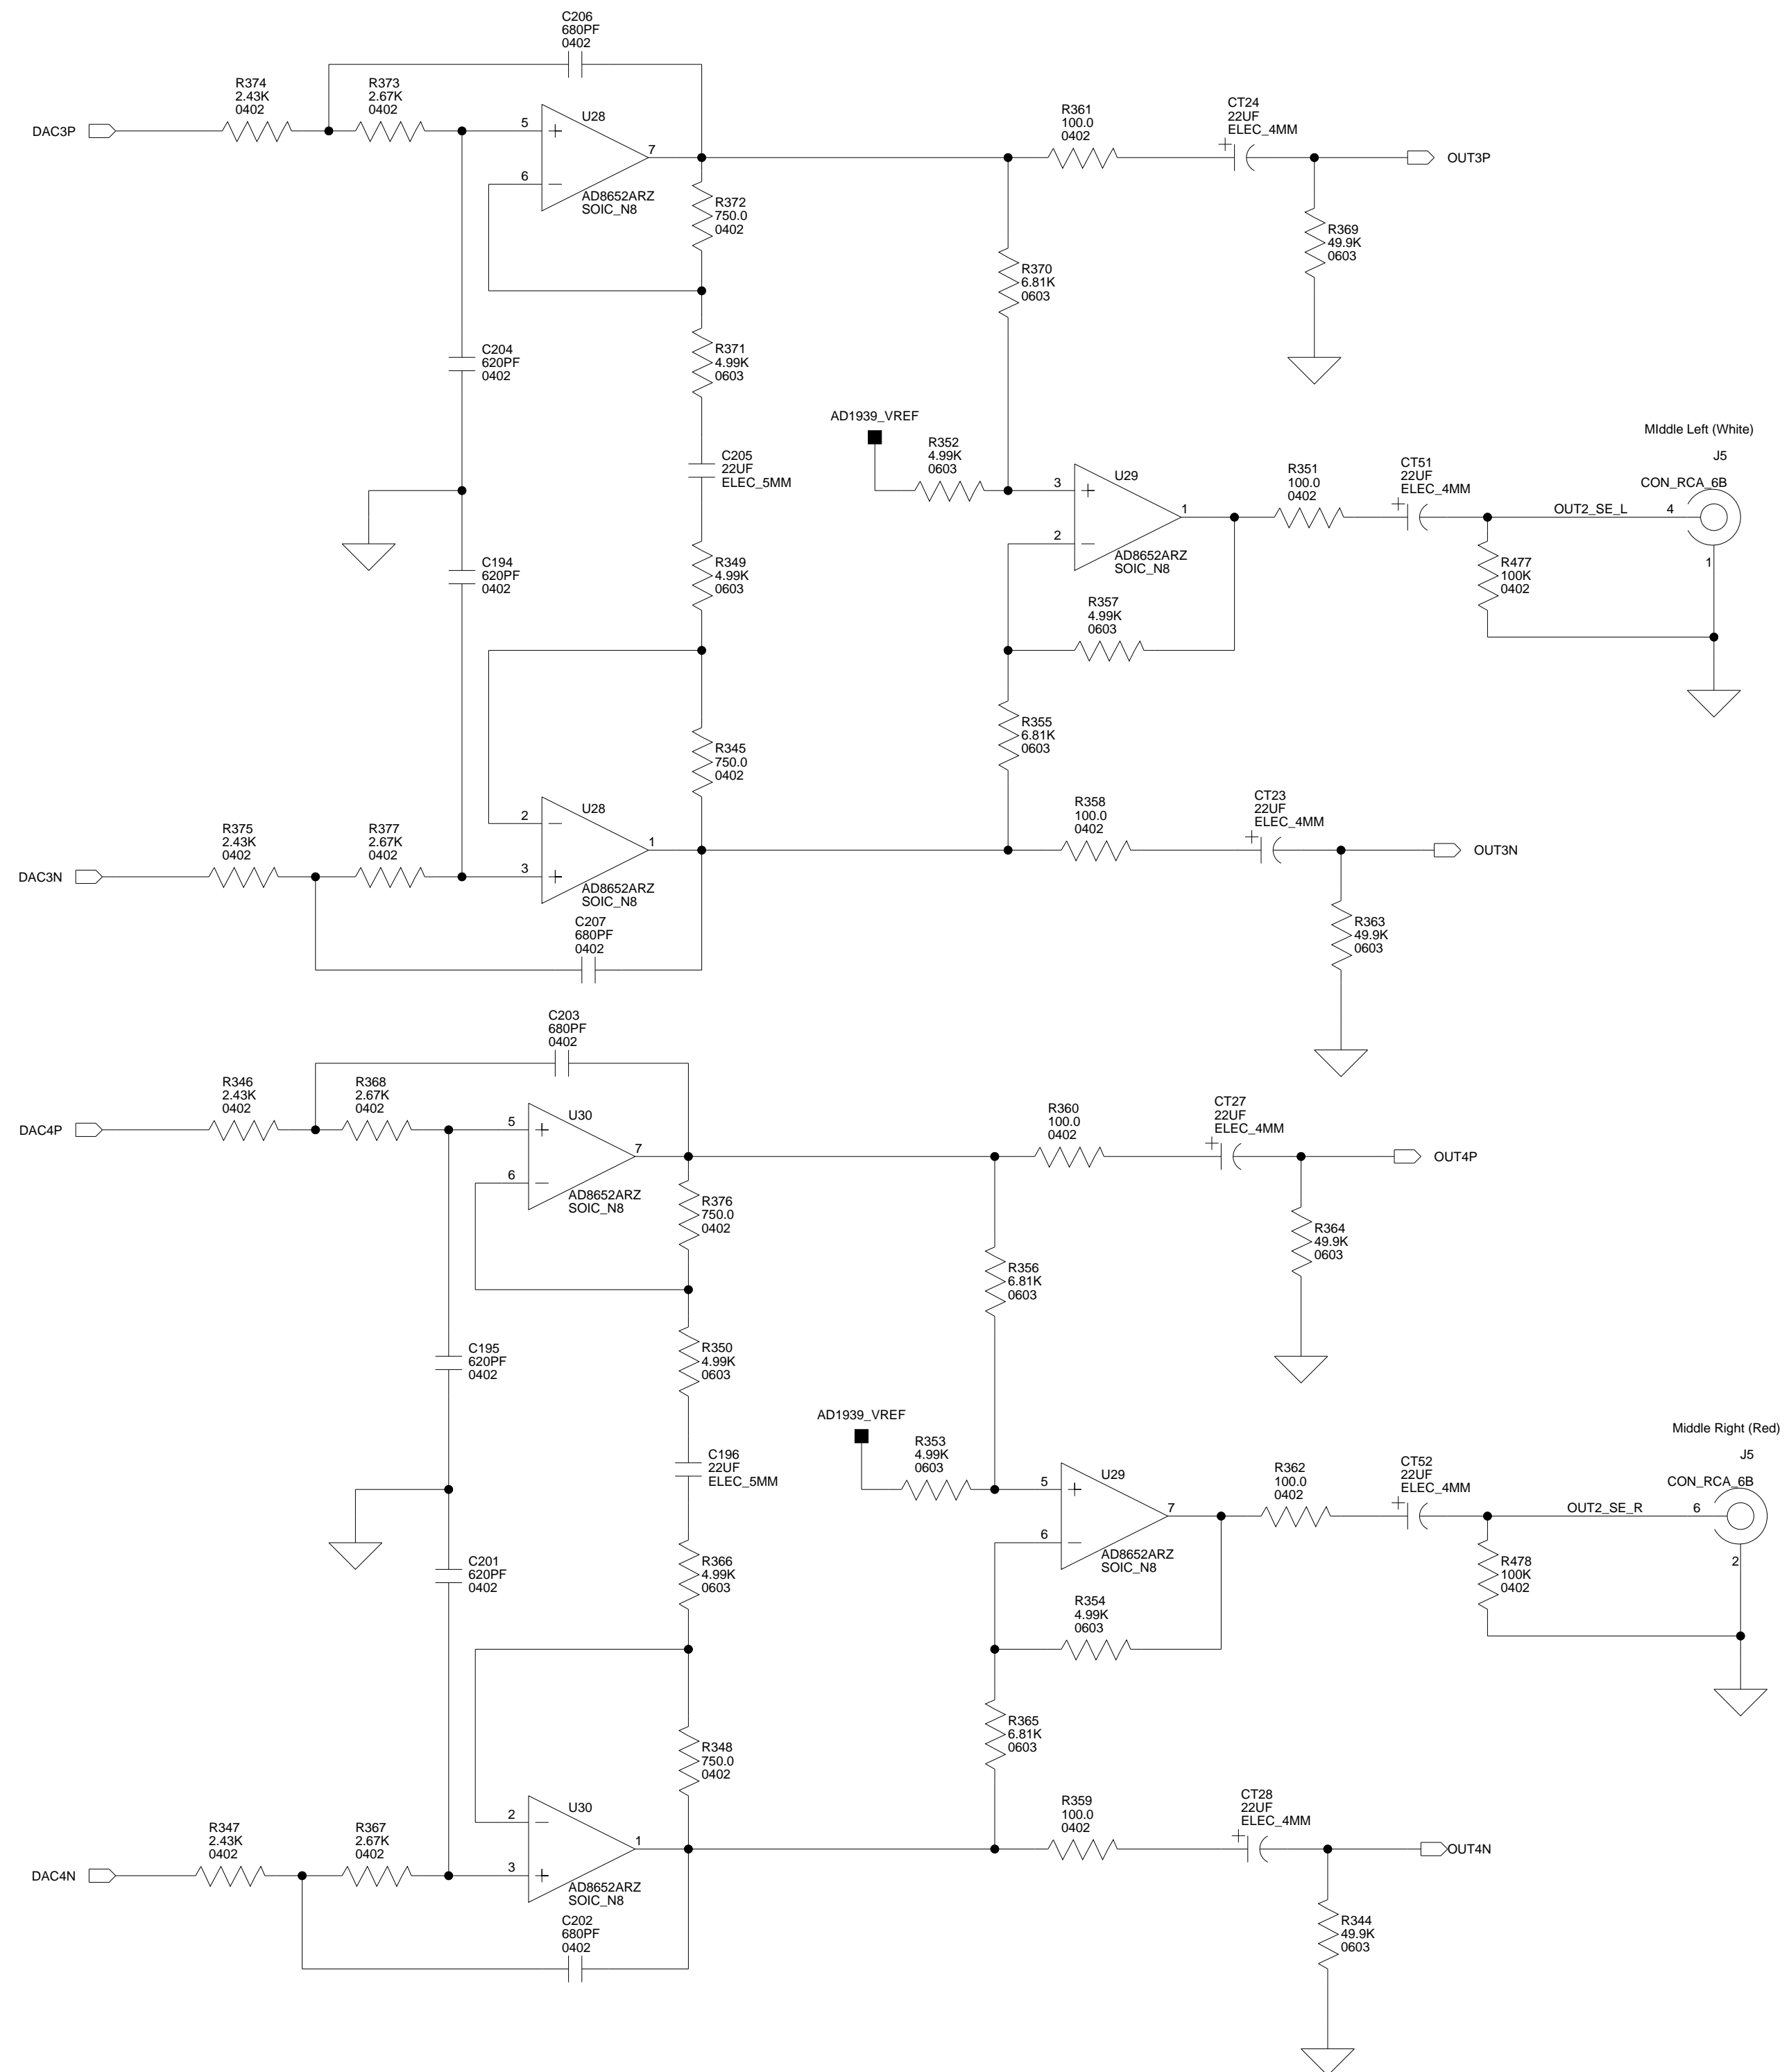 C206
680PF
0402
R374
2.43K
0402
R373
2.67K
0402
DAC3P
5
U28
7
6
AD8652ARZ
SOIC_N8
R361
100.0
0402
CT24
22UF
ELEC_4MM
OUT3P
R372
750.0
0402
R369
49.9K
0603
R370
6.81K
0603
C204
620PF
0402
R371
4.99K
0603
AD1939_VREF
R352
4.99K
0603
C205
22UF
ELEC_5MM
3
U29
1
2
AD8652ARZ
SOIC_N8
R351
100.0
0402
CT51
22UF
ELEC_4MM
MIddle Left (White)
J5
CON_RCA_6B
OUT2_SE_L
4
1
R477
100K
0402
C194
620PF
0402
R349
4.99K
0603
R357
4.99K
0603
R355
6.81K
0603
R345
750.0
0402
DAC3N
R375
2.43K
0402
R377
2.67K
0402
2
U28
1
3
AD8652ARZ
SOIC_N8
R358
100.0
0402
CT23
22UF
ELEC_4MM
OUT3N
C207
680PF
0402
R363
49.9K
0603
C203
680PF
0402
R346
2.43K
0402
R368
2.67K
0402
DAC4P
5
U30
7
6
AD8652ARZ
SOIC_N8
R360
100.0
0402
CT27
22UF
ELEC_4MM
OUT4P
R376
750.0
0402
R364
49.9K
0603
R356
6.81K
0603
C195
620PF
0402
R350
4.99K
0603
AD1939_VREF
R353
4.99K
0603
C196
22UF
ELEC_5MM
5
U29
7
6
AD8652ARZ
SOIC_N8
R362
100.0
0402
CT52
22UF
ELEC_4MM
Middle Right (Red)
J5
CON_RCA_6B
OUT2_SE_R
6
2
R478
100K
0402
C201
620PF
0402
R366
4.99K
0603
R354
4.99K
0603
R365
6.81K
0603
R348
750.0
0402
DAC4N
R347
2.43K
0402
R367
2.67K
0402
2
U30
1
3
AD8652ARZ
SOIC_N8
R359
100.0
0402
CT28
22UF
ELEC_4MM
OUT4N
C202
680PF
0402
R344
49.9K
0603